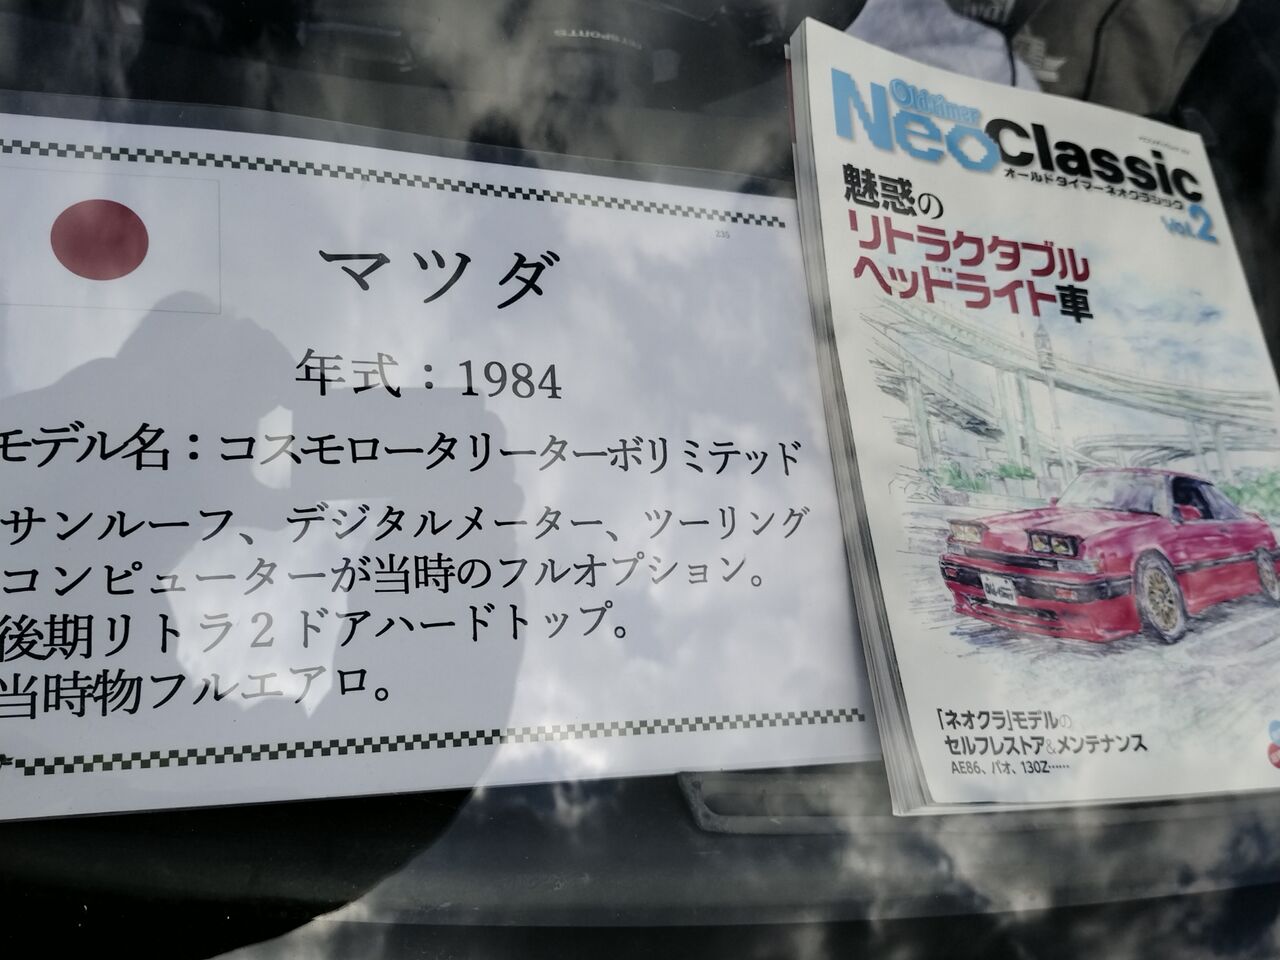 235
マツダ
年式：1984
モデル名：コスモロータリーターボリミテッド
サンルーフ、デジタルメーター、ツーリング
コンピューターが当時のフルオプション。
後期リトラ２ドアハードトップ。
当時物フルエアロ。
Oldtimer
NeoClassic
オールドタイマーネオクラシック
vol.2
魅惑の
リトラクタブル
ヘッドライト車
「ネオクラ」モデルの
セルフレストア&メンテナンス
AE86、パオ、130Z……